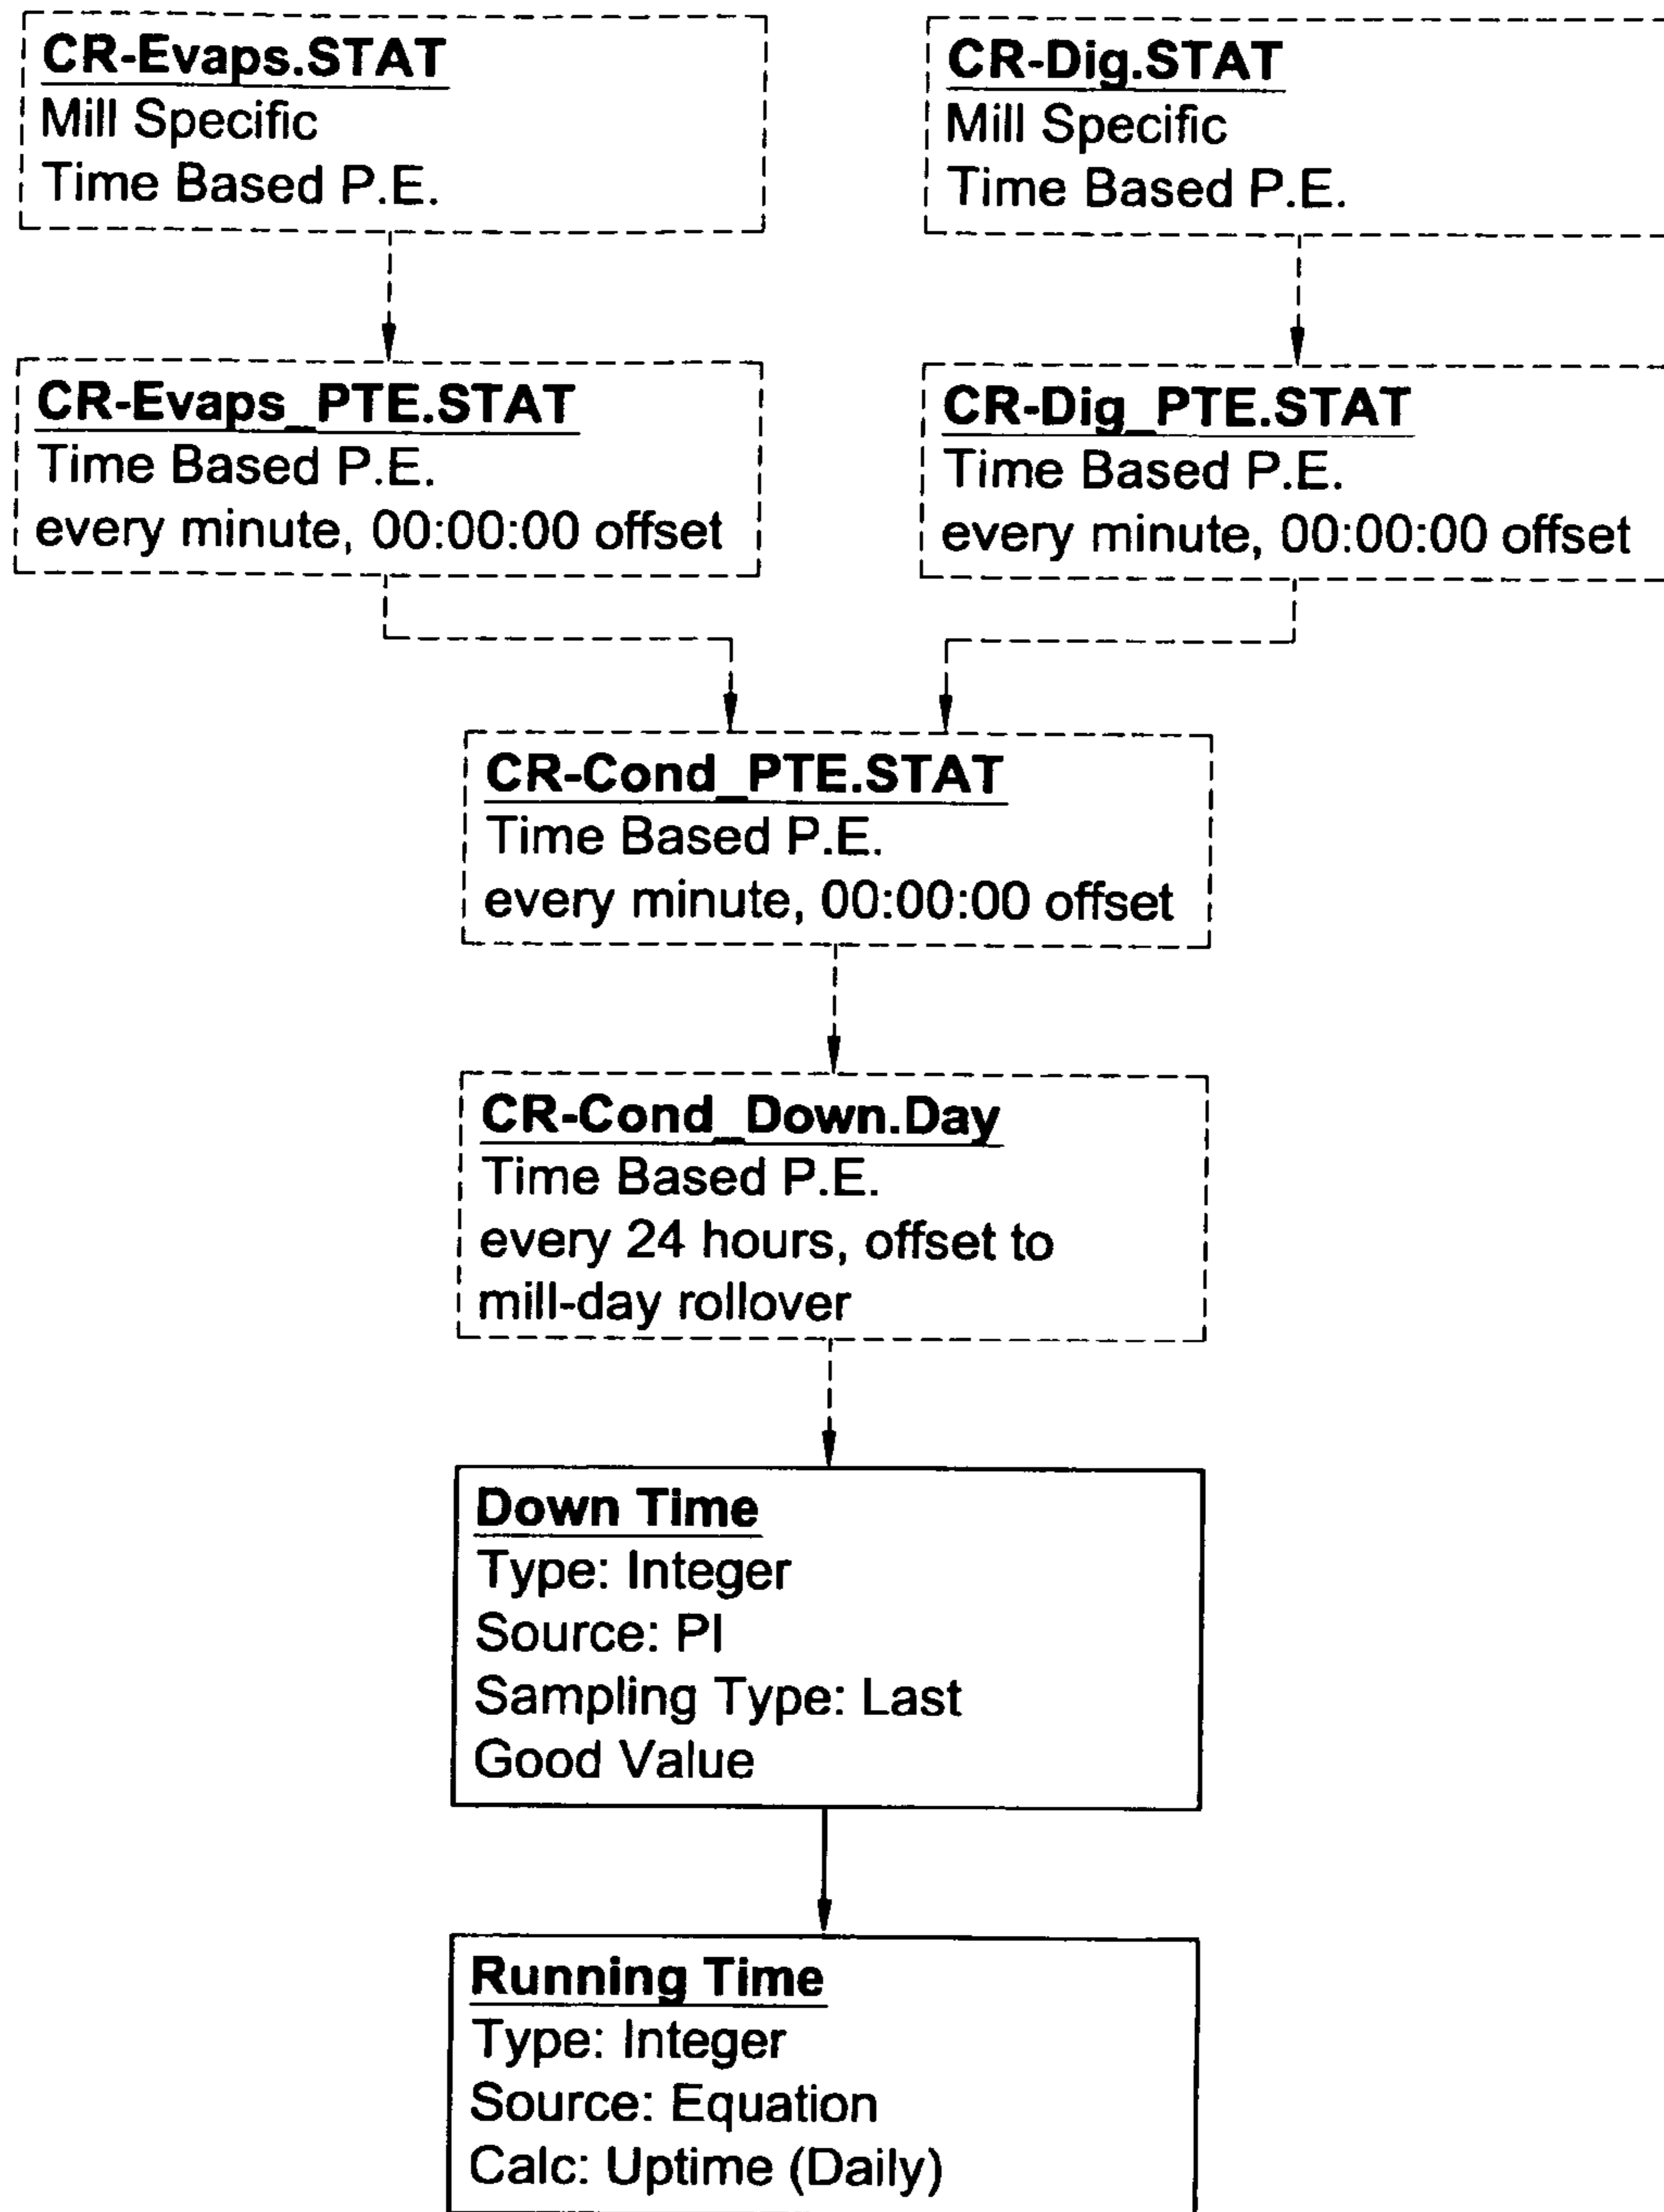 CR-Evaps.STAT
Mill Specific
Time Based P.E.
CR-Dig.STAT
Mill Specific
Time Based P.E.
CR-Evaps_PTE.STAT
Time Based P.E.
every minute, 00:00:00 offset
CR-Dig_PTE.STAT
Time Based P.E.
every minute, 00:00:00 offset
CR-Cond_PTE.STAT
Time Based P.E.
every minute, 00:00:00 offset
CR-Cond_Down.Day
Time Based P.E.
every 24 hours, offset to
mill-day rollover
Down Time
Type: Integer
Source: PI
Sampling Type: Last
Good Value
Running Time
Type: Integer
Source: Equation
Calc: Uptime (Daily)